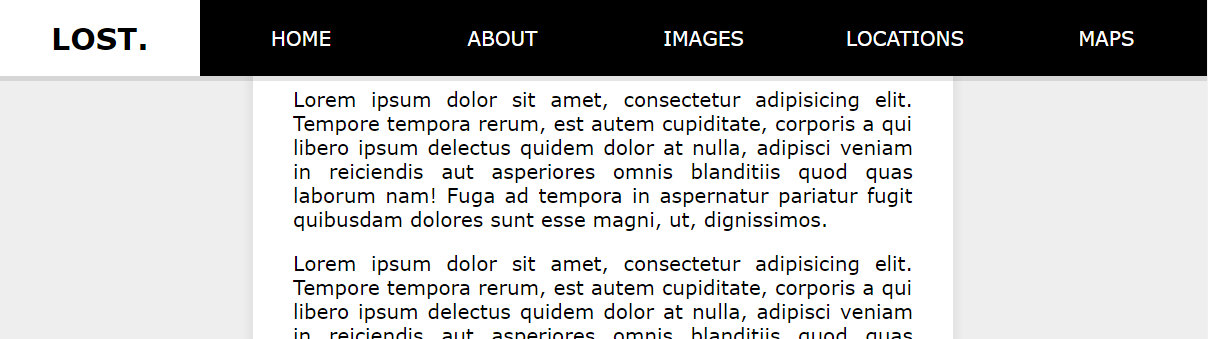 LOST.
HOME ABOUT IMAGES LOCATIONS MAPS
Lorem ipsum dolor sit amet, consectetur adipisicing elit.
Tempore tempora rerum, est autem cupiditate, corporis a qui
libero ipsum delectus quidem dolor at nulla, adipisci veniam
in reiciendis aut asperiores omnis blanditiis quod quas
laborum nam! Fuga ad tempora in aspernatur pariatur fugit
quibusdam dolores sunt esse magni, ut, dignissimos.
Lorem ipsum dolor sit amet, consectetur adipisicing elit.
Tempore tempora rerum, est autem cupiditate, corporis a qui
libero ipsum delectus quidem dolor at nulla, adipisci veniam
in reiciendis aut asperiores omnis blanditiis quod quas